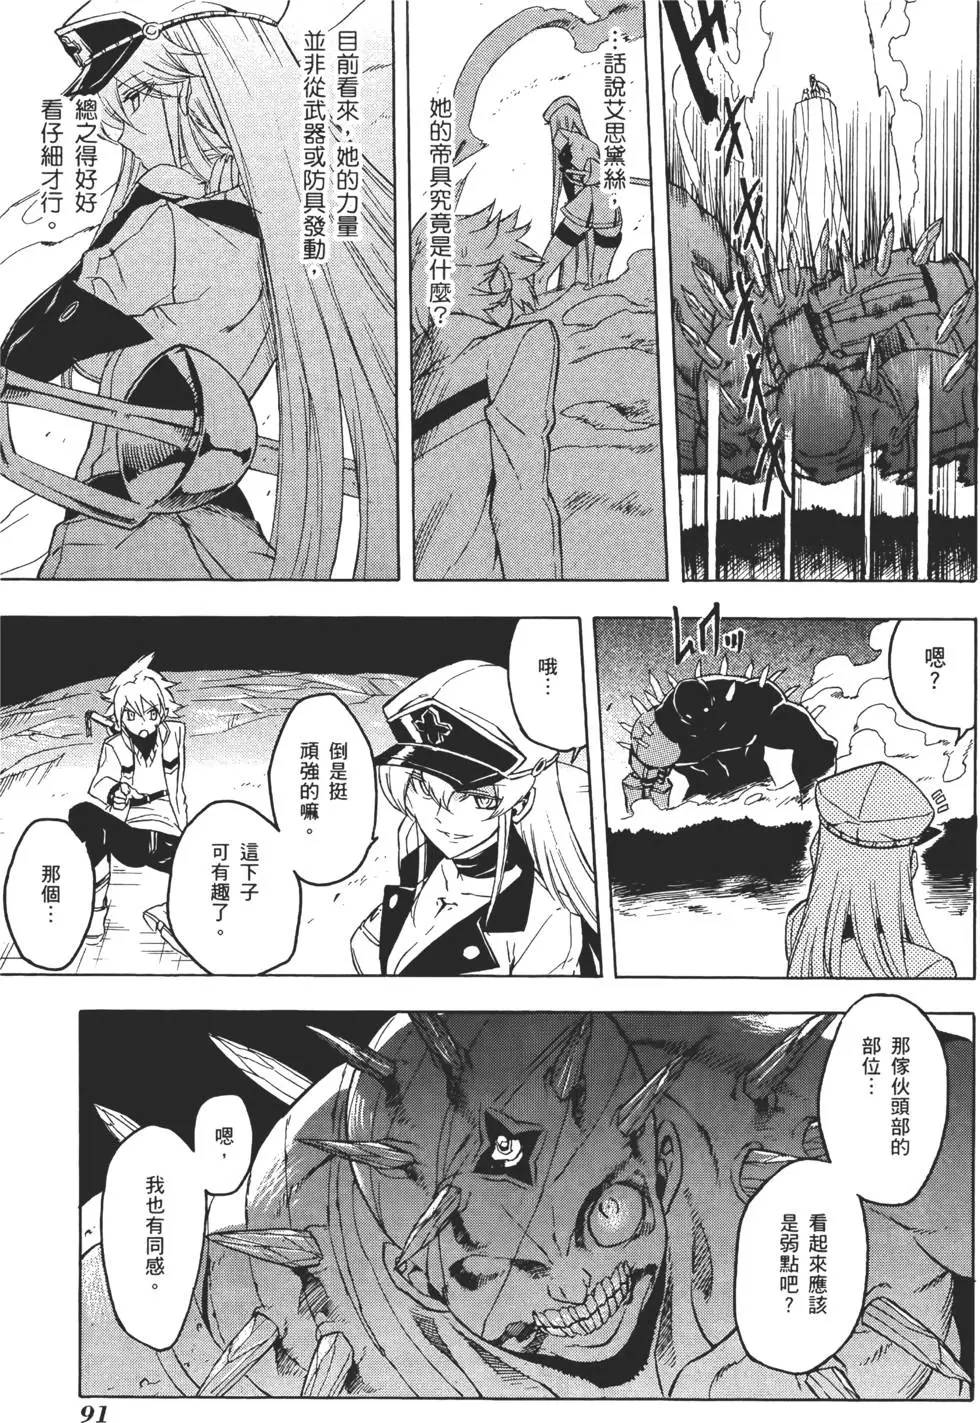 …話說艾思黛絲，
她的帝具究竟是什麼？
目前看來，她的力量
並非從武器或防具發動，
總之得好好
看仔細才行。
嗯？
哦…
倒是挺
頑強的嘛。
這下子
可有趣了。
那個…
那傢伙頭部的
部位…
看起來應該
是弱點吧？
嗯，
我也有同感。
91